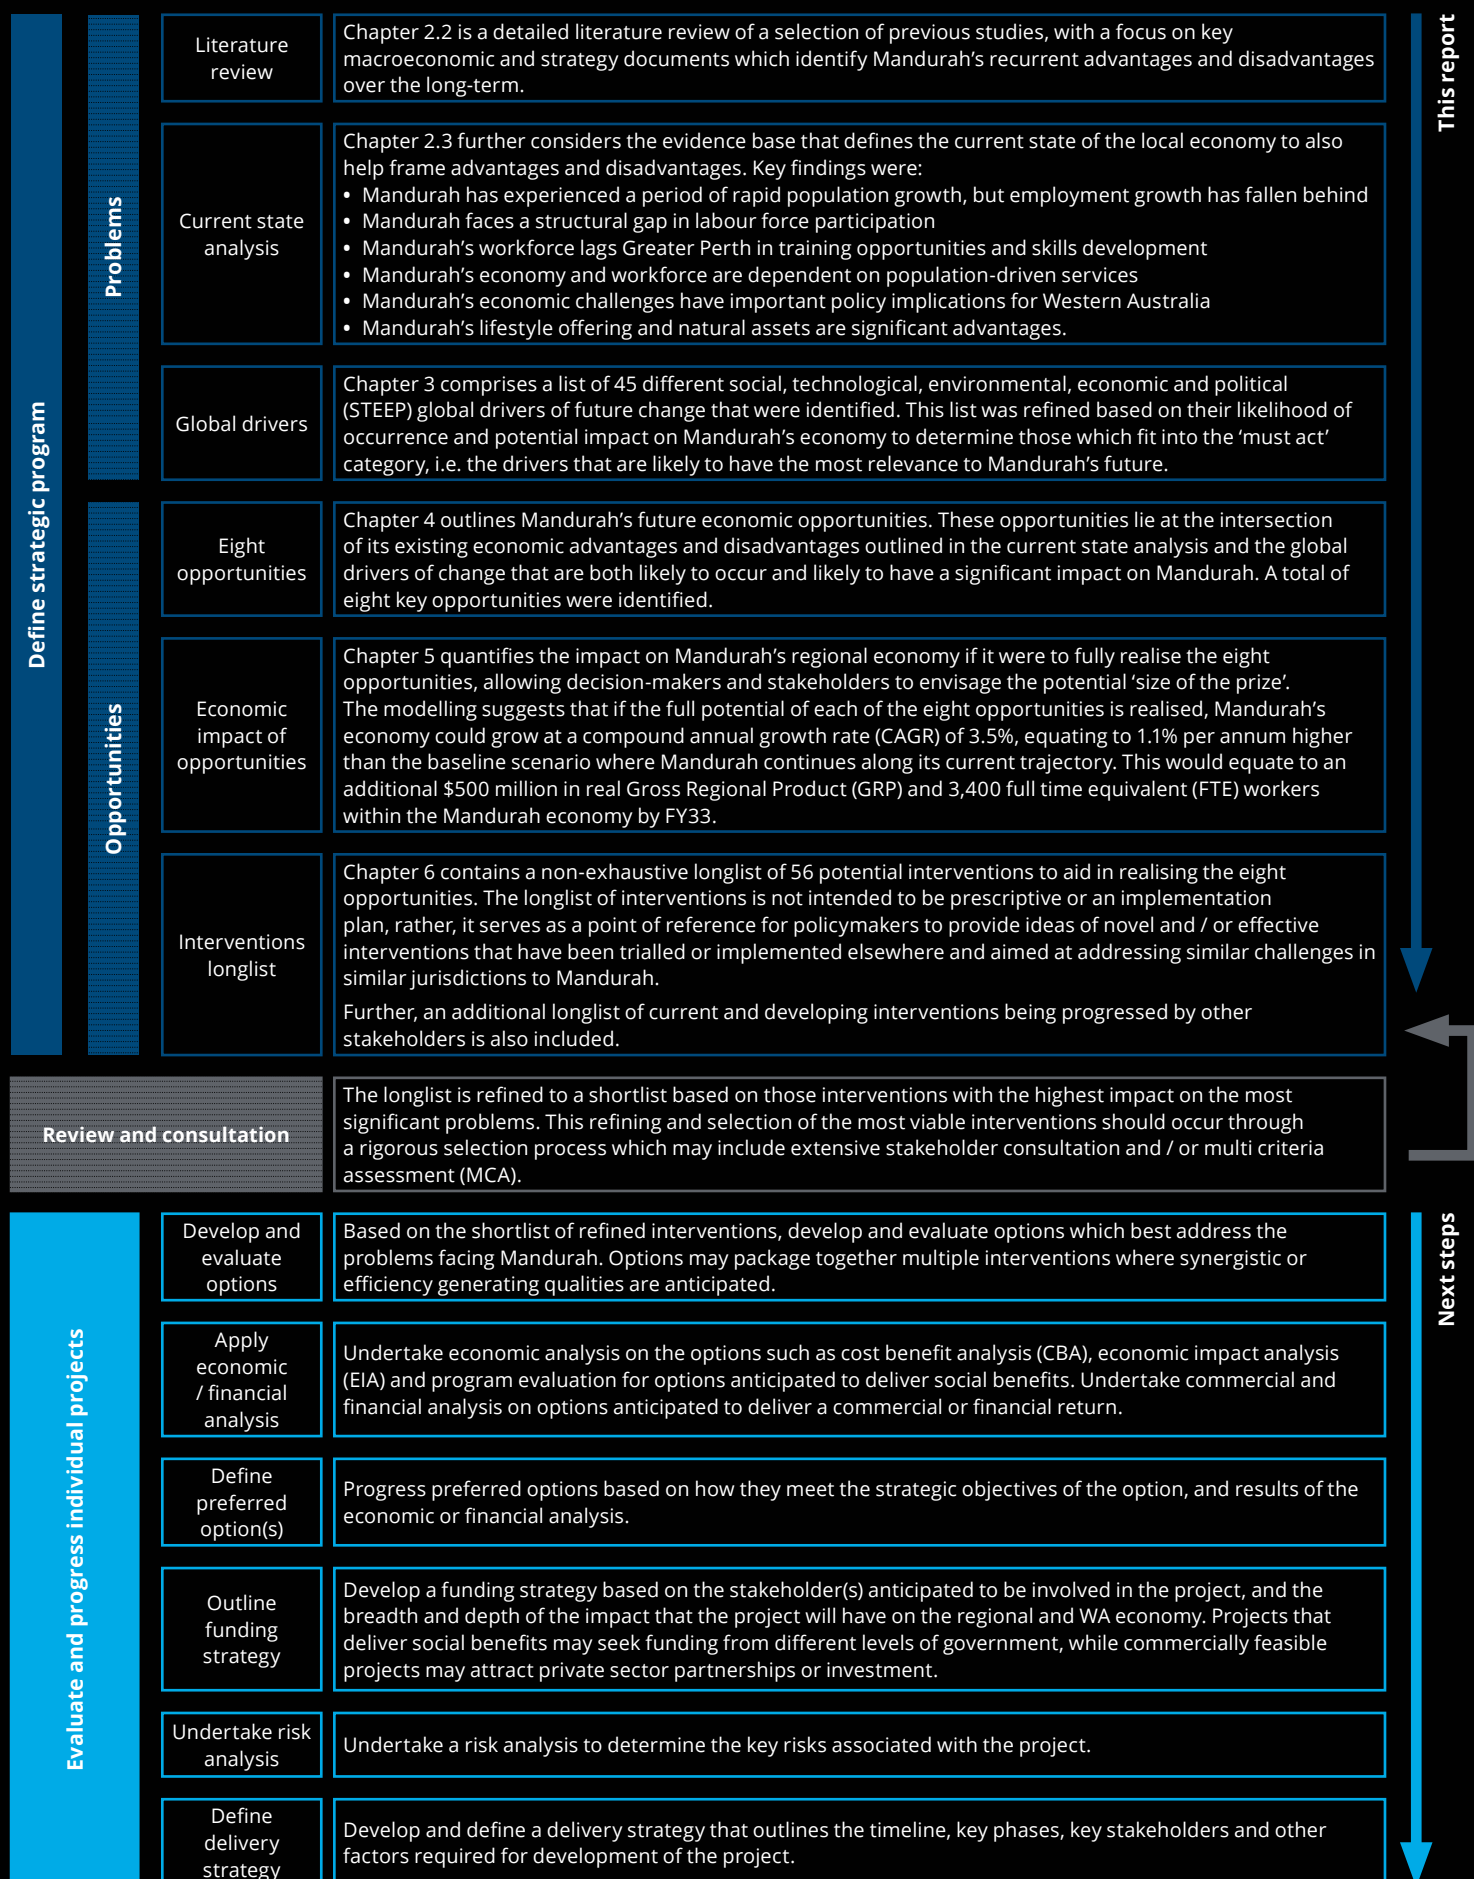 This report
Define strategic program
Problems
Literature
review
Chapter 2.2 is a detailed literature review of a selection of previous studies, with a focus on key
macroeconomic and strategy documents which identify Mandurah’s recurrent advantages and disadvantages
over the long-term.
Current state
analysis
Chapter 2.3 further considers the evidence base that defines the current state of the local economy to also
help frame advantages and disadvantages. Key findings were:
• Mandurah has experienced a period of rapid population growth, but employment growth has fallen behind
• Mandurah faces a structural gap in labour force participation
• Mandurah’s workforce lags Greater Perth in training opportunities and skills development
• Mandurah’s economy and workforce are dependent on population-driven services
• Mandurah’s economic challenges have important policy implications for Western Australia
• Mandurah’s lifestyle offering and natural assets are significant advantages.
Global drivers
Chapter 3 comprises a list of 45 different social, technological, environmental, economic and political
(STEEP) global drivers of future change that were identified. This list was refined based on their likelihood of
occurrence and potential impact on Mandurah’s economy to determine those which fit into the ‘must act’
category, i.e. the drivers that are likely to have the most relevance to Mandurah’s future.
Opportunities
Eight
opportunities
Chapter 4 outlines Mandurah’s future economic opportunities. These opportunities lie at the intersection
of its existing economic advantages and disadvantages outlined in the current state analysis and the global
drivers of change that are both likely to occur and likely to have a significant impact on Mandurah. A total of
eight key opportunities were identified.
Economic
impact of
opportunities
Chapter 5 quantifies the impact on Mandurah’s regional economy if it were to fully realise the eight
opportunities, allowing decision-makers and stakeholders to envisage the potential ‘size of the prize’.
The modelling suggests that if the full potential of each of the eight opportunities is realised, Mandurah’s
economy could grow at a compound annual growth rate (CAGR) of 3.5%, equating to 1.1% per annum higher
than the baseline scenario where Mandurah continues along its current trajectory. This would equate to an
additional $500 million in real Gross Regional Product (GRP) and 3,400 full time equivalent (FTE) workers
within the Mandurah economy by FY33.
Interventions
longlist
Chapter 6 contains a non-exhaustive longlist of 56 potential interventions to aid in realising the eight
opportunities. The longlist of interventions is not intended to be prescriptive or an implementation
plan, rather, it serves as a point of reference for policymakers to provide ideas of novel and / or effective
interventions that have been trialled or implemented elsewhere and aimed at addressing similar challenges in
similar jurisdictions to Mandurah.
Further, an additional longlist of current and developing interventions being progressed by other
stakeholders is also included.
Review and consultation
The longlist is refined to a shortlist based on those interventions with the highest impact on the most
significant problems. This refining and selection of the most viable interventions should occur through
a rigorous selection process which may include extensive stakeholder consultation and / or multi criteria
assessment (MCA).
Next steps
Evaluate and progress individual projects
Develop and
evaluate
options
Based on the shortlist of refined interventions, develop and evaluate options which best address the
problems facing Mandurah. Options may package together multiple interventions where synergistic or
efficiency generating qualities are anticipated.
Apply
economic
/ financial
analysis
Undertake economic analysis on the options such as cost benefit analysis (CBA), economic impact analysis
(EIA) and program evaluation for options anticipated to deliver social benefits. Undertake commercial and
financial analysis on options anticipated to deliver a commercial or financial return.
Define
preferred
option(s)
Progress preferred options based on how they meet the strategic objectives of the option, and results of the
economic or financial analysis.
Outline
funding
strategy
Develop a funding strategy based on the stakeholder(s) anticipated to be involved in the project, and the
breadth and depth of the impact that the project will have on the regional and WA economy. Projects that
deliver social benefits may seek funding from different levels of government, while commercially feasible
projects may attract private sector partnerships or investment.
Undertake risk
analysis
Undertake a risk analysis to determine the key risks associated with the project.
Define
delivery
strategy
Develop and define a delivery strategy that outlines the timeline, key phases, key stakeholders and other
factors required for development of the project.